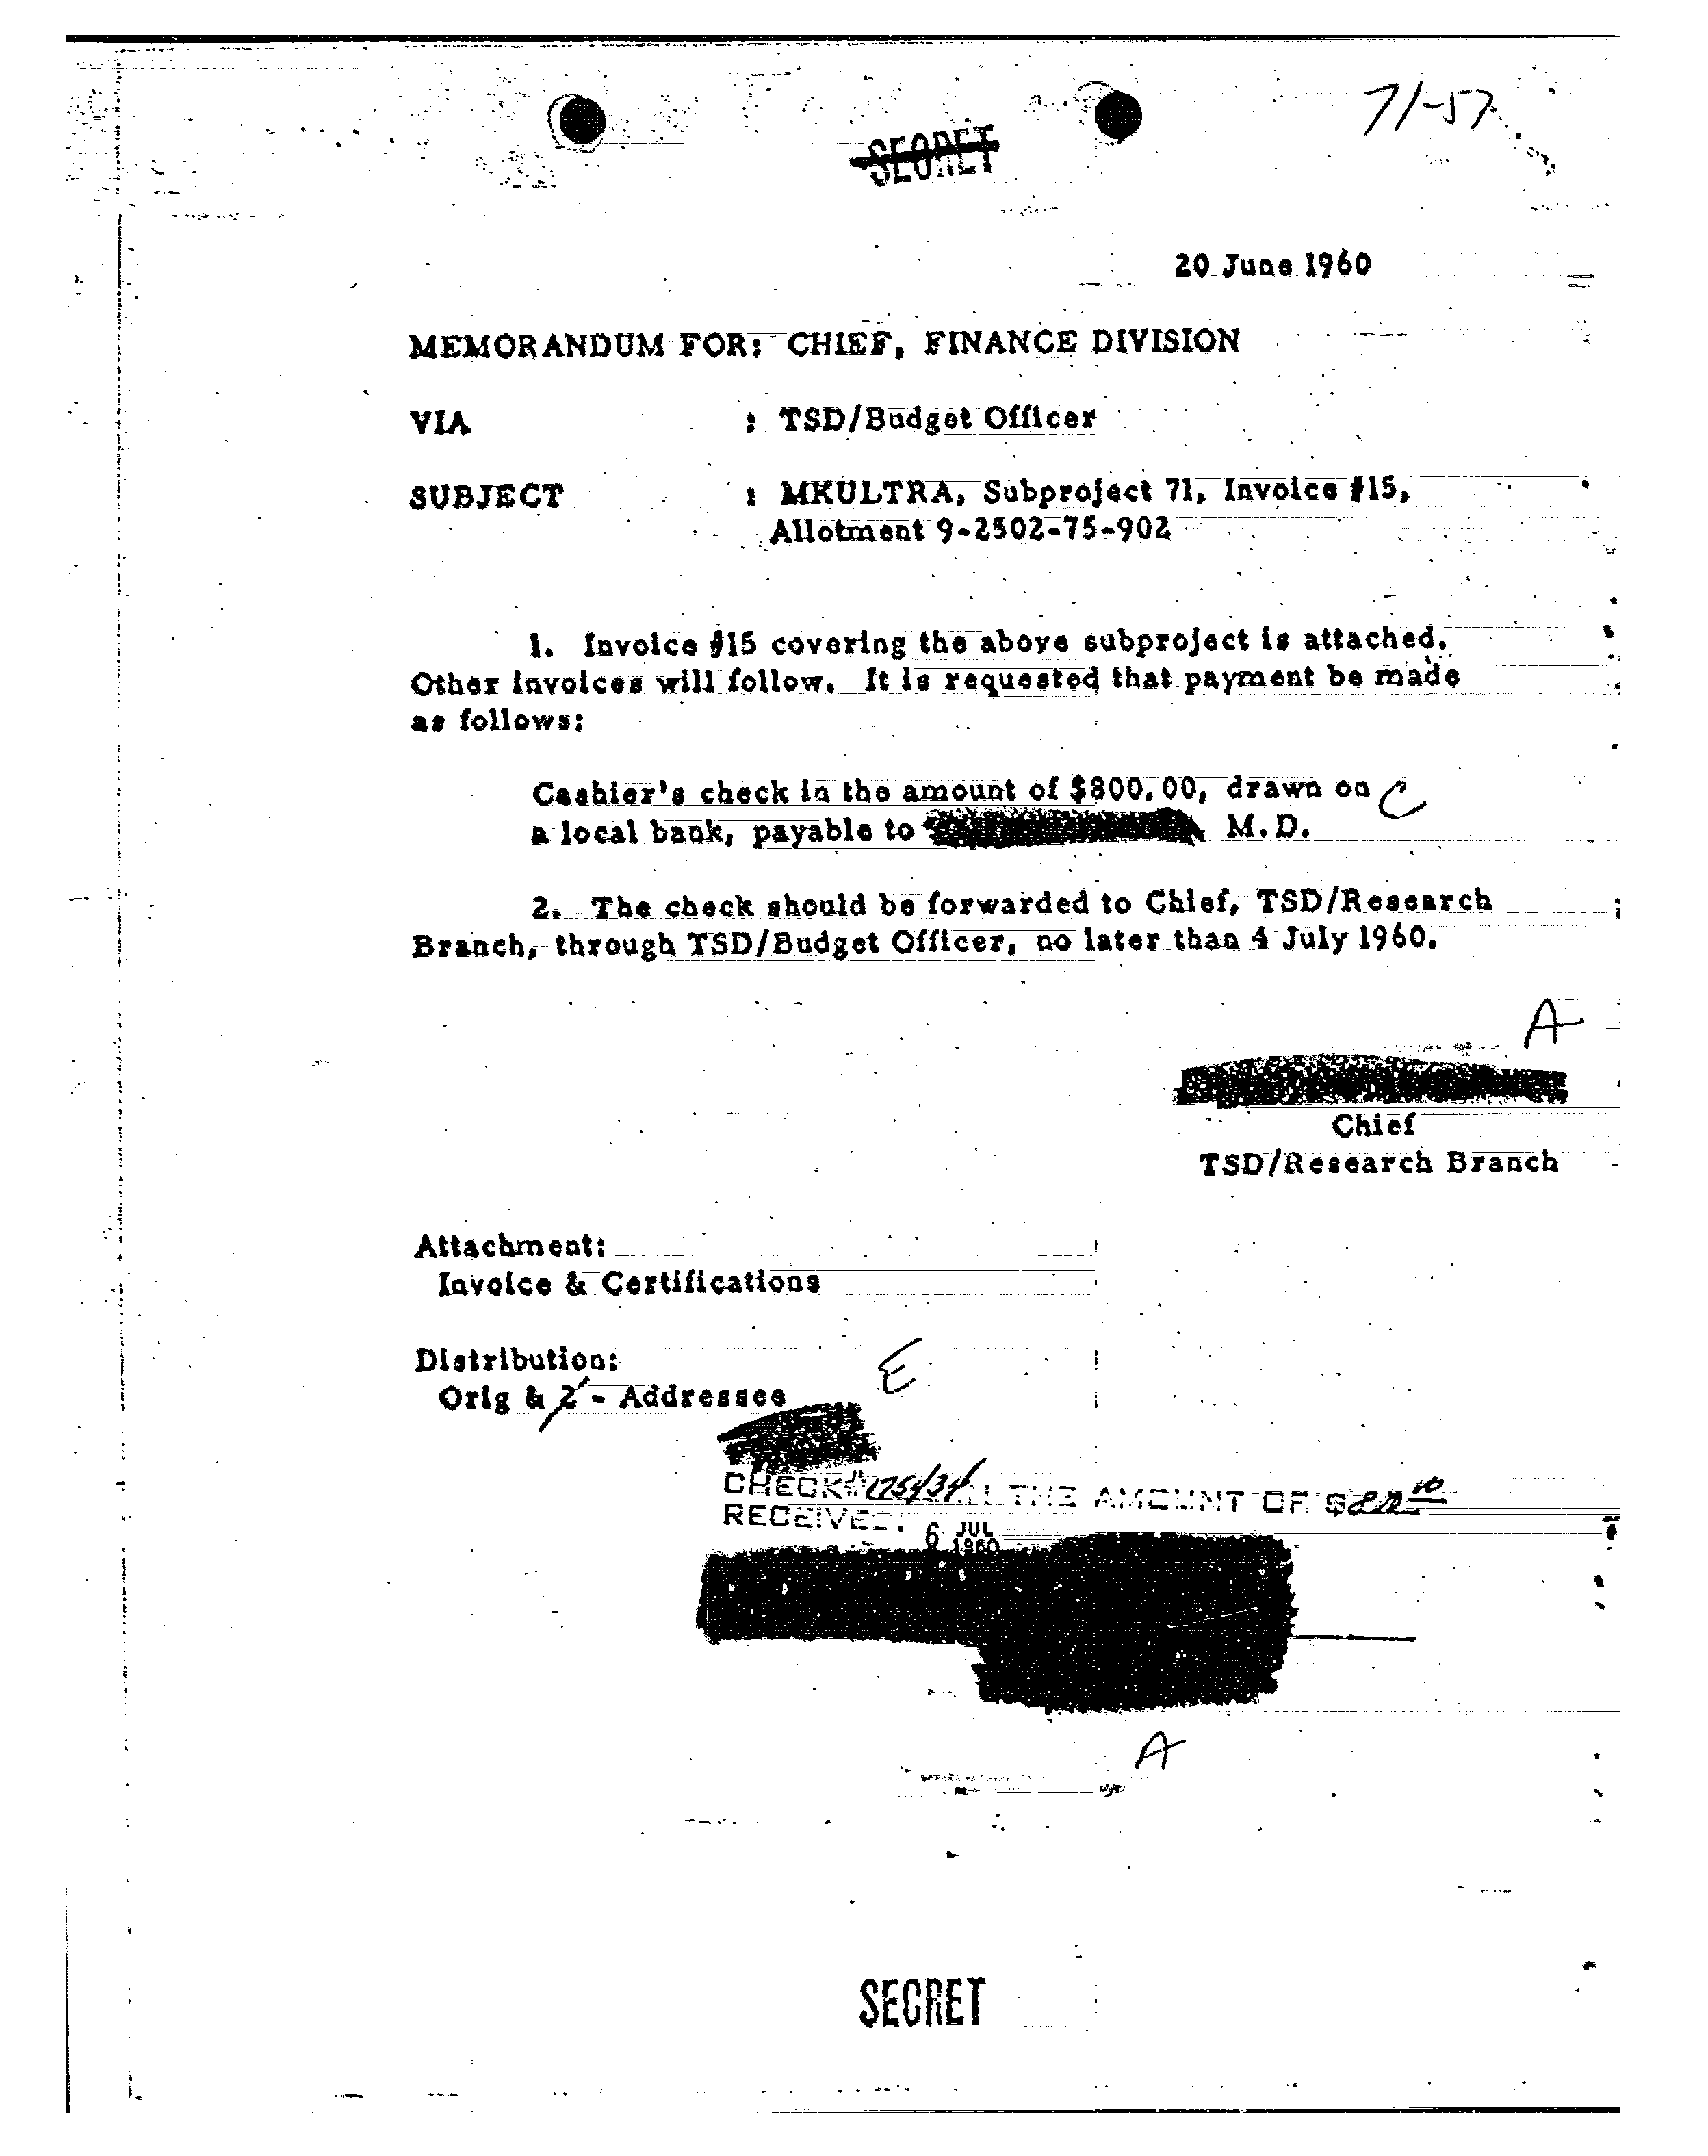 71-57
SECRET
20 June 1960
MEMORANDUM FOR: CHIEF, FINANCE DIVISION
VIA : TSD/Budget Officer
SUBJECT : MKULTRA, Subproject 71, Invoice #15,
Allotment 9-2502-75-902
1. Invoice #15 covering the above subproject is attached.
Other invoices will follow. It is requested that payment be made
as follows:
Cashier's check in the amount of $800.00, drawn on C
a local bank, payable to M.D.
2. The check should be forwarded to Chief, TSD/Research
Branch, through TSD/Budget Officer, no later than 4 July 1960.
A
Chief
TSD/Research Branch
Attachment:
Invoice & Certifications
Distribution:
E
Orig & 2 - Addressee
CHECK # IN THE AMOUNT OF $800.00
RECEIVED.
6 JUL 1960
A
SECRET